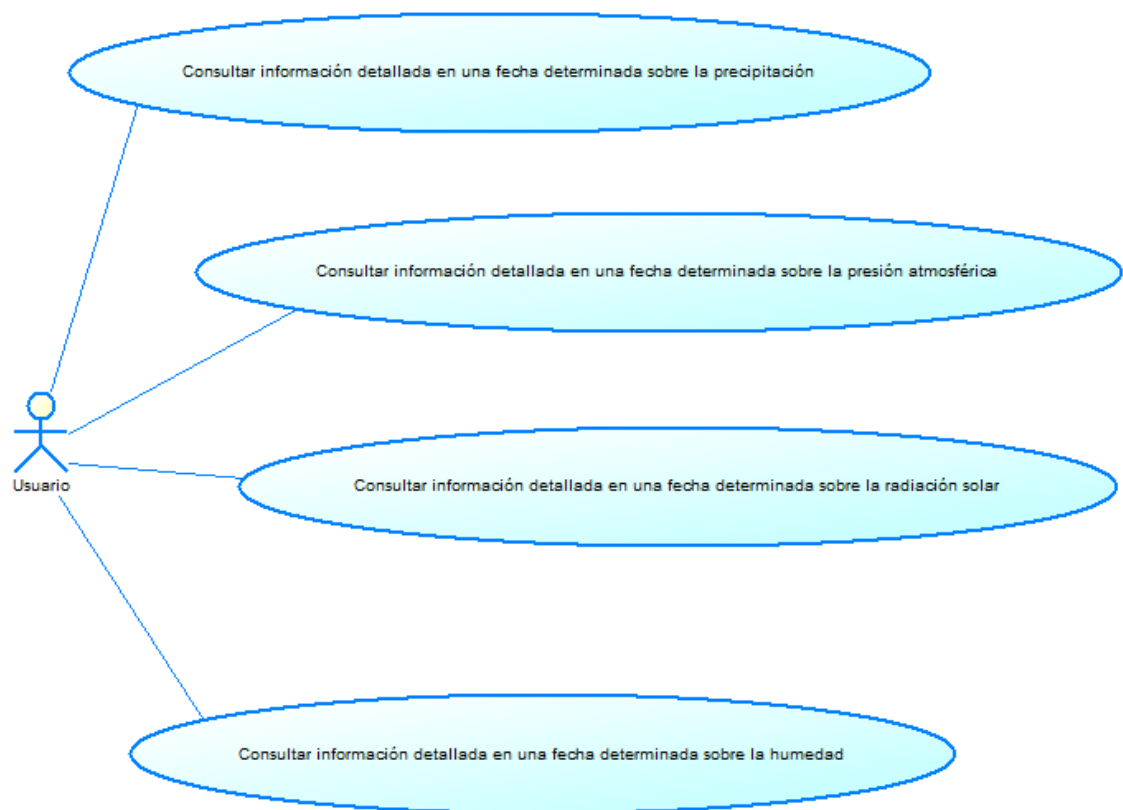 Consultar información detallada en una fecha determinada sobre la precipitación
Consultar información detallada en una fecha determinada sobre la presión atmosférica
Consultar información detallada en una fecha determinada sobre la radiación solar
Usuario
Consultar información detallada en una fecha determinada sobre la humedad